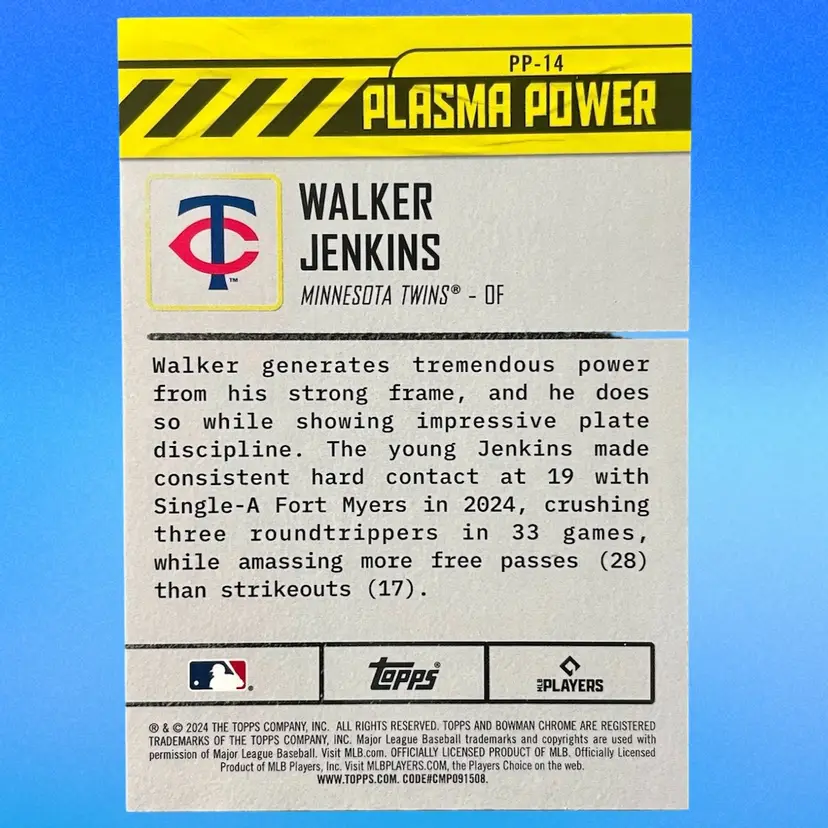 PP-14
PLASMA POWER
TC™
WALKER
JENKINS
MINNESOTA TWINS® - OF
Walker generates tremendous power
from his strong frame, and he does
so while showing impressive plate
discipline. The young Jenkins made
consistent hard contact at 19 with
Single-A Fort Myers in 2024, crushing
three roundtrippers in 33 games,
while amassing more free passes (28)
than strikeouts (17).
® topps® MLB PLAYERS
® & © 2024 THE TOPPS COMPANY, INC. ALL RIGHTS RESERVED. TOPPS AND BOWMAN CHROME ARE REGISTERED
TRADEMARKS OF THE TOPPS COMPANY, INC. Major League Baseball trademarks and copyrights are used with
permission of Major League Baseball. Visit MLB.com. OFFICIALLY LICENSED PRODUCT OF MLB. Officially Licensed
Product of MLB Players, Inc. Visit MLBPLAYERS.COM, the Players Choice on the web.
WWW.TOPPS.COM. CODE#CMP091508.